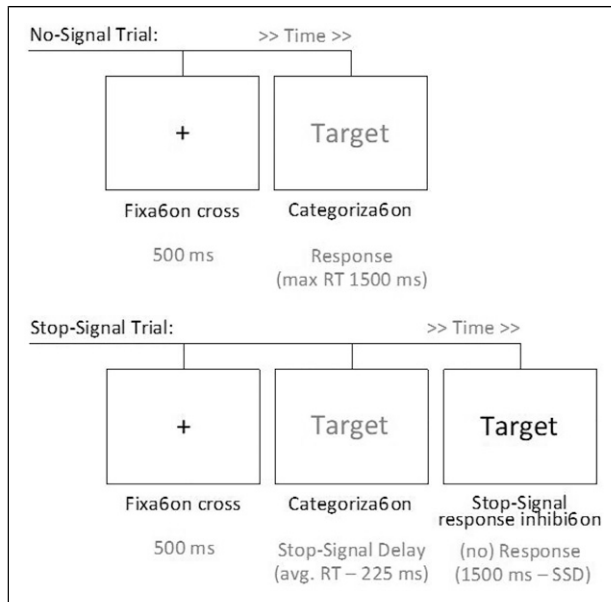 No-Signal Trial: >> Time >>
+ Target
Fixa6on cross Categoriza6on
500 ms Response
(max RT 1500 ms)
Stop-Signal Trial: >> Time >>
+ Target Target
Fixa6on cross Categoriza6on Stop-Signal
response inhibi6on
500 ms Stop-Signal Delay (no) Response
(avg. RT – 225 ms) (1500 ms – SSD)